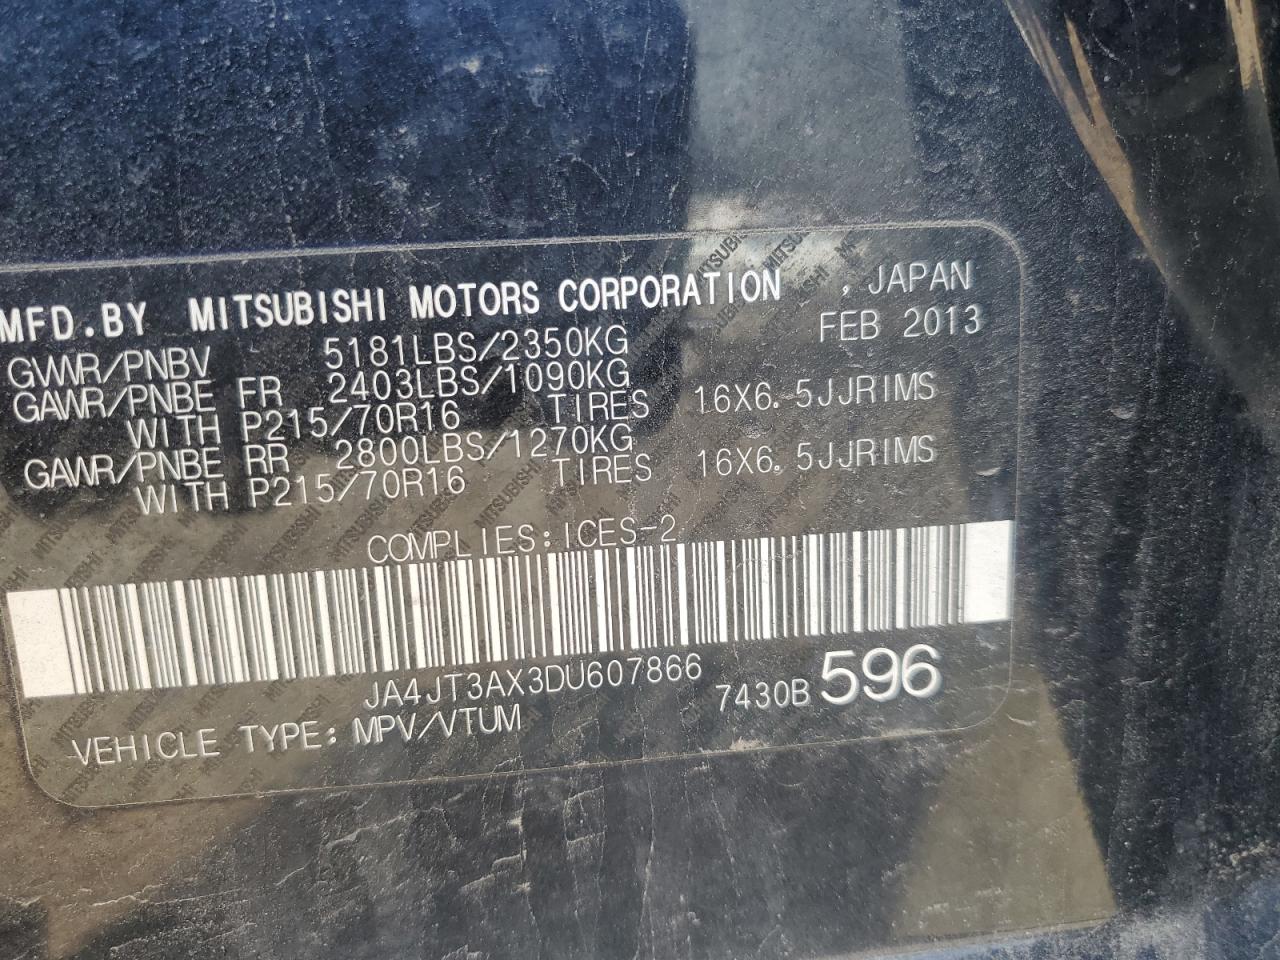 MFD.BY MITSUBISHI MOTORS CORPORATION , JAPAN
GVWR/PNBV 5181LBS/2350KG FEB 2013
GAWR/PNBE FR 2403LBS/1090KG
WITH P215/70R16 TIRES 16X6.5JJRIMS
GAWR/PNBE RR 2800LBS/1270KG
WITH P215/70R16 TIRES 16X6.5JJRIMS
COMPLIES:ICES-2
JA4JT3AX3DU607866
7430B 596
VEHICLE TYPE: MPV/VTUM